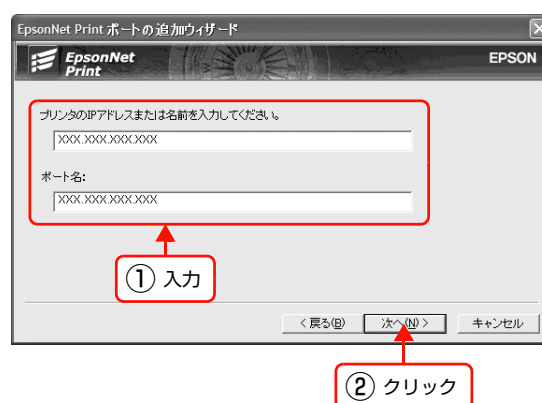 EpsonNet Print ポートの追加ウィザード
EpsonNet
Print
EPSON
プリンタのIPアドレスまたは名前を入力してください。
XXX.XXX.XXX.XXX
ポート名:
XXX.XXX.XXX.XXX
① 入力
< 戻る(B) 次へ(N) > キャンセル
② クリック